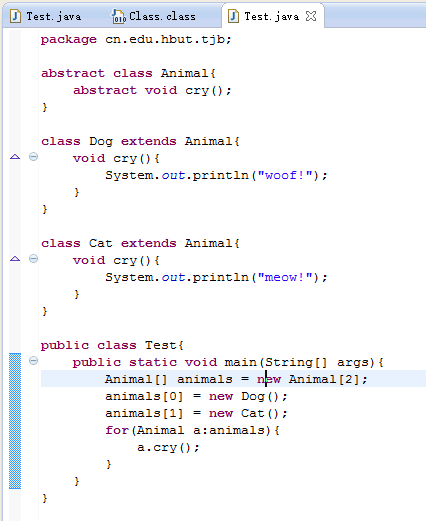 Test.java Class.class Test.java
package cn.edu.hbut.tjb;
abstract class Animal{
abstract void cry();
}
class Dog extends Animal{
void cry(){
System.out.println("woof!");
}
}
class Cat extends Animal{
void cry(){
System.out.println("meow!");
}
}
public class Test{
public static void main(String[] args){
Animal[] animals = new Animal[2];
animals[0] = new Dog();
animals[1] = new Cat();
for(Animal a:animals){
a.cry();
}
}
}